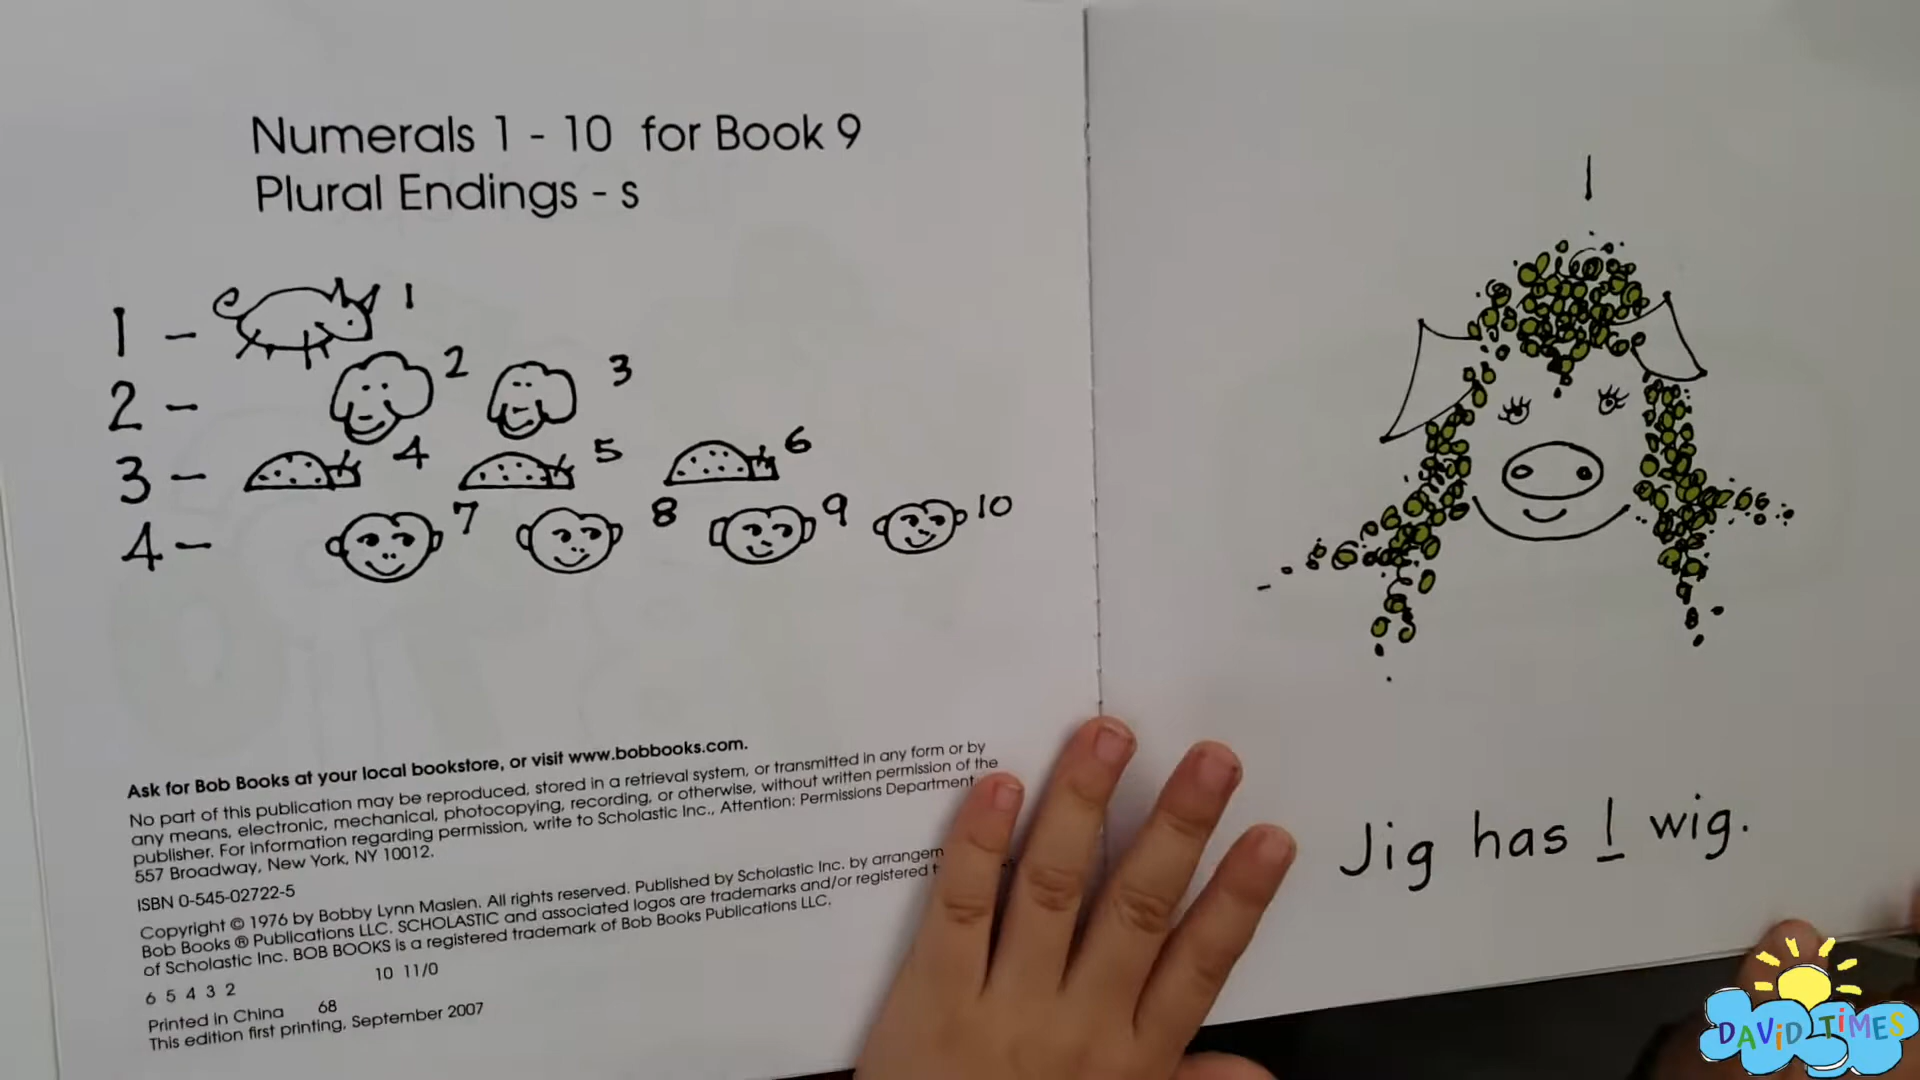 Numerals 1 - 10 for Book 9
Plural Endings - s
1 - 1
2 - 2 3
3 - 4 5 6
4 - 7 8 9 10
Ask for Bob Books at your local bookstore, or visit www.bobbooks.com.
No part of this publication may be reproduced, stored in a retrieval system, or transmitted in any form or by
any means, electronic, mechanical, photocopying, recording, or otherwise, without written permission of the
publisher. For information regarding permission, write to Scholastic Inc., Attention: Permissions Department,
557 Broadway, New York, NY 10012.
ISBN 0-545-02722-5
Copyright © 1976 by Bobby Lynn Maslen. All rights reserved. Published by Scholastic Inc. by
Bob Books ® Publications LLC. SCHOLASTIC and associated logos are trademarks and/or registered
of Scholastic Inc. BOB BOOKS is a registered trademark of Bob Books Publications LLC.
10 11/0
6 5 4 3 2
Printed in China 68
This edition first printing, September 2007
1
Jig has 1 wig.
DAVID TIMES